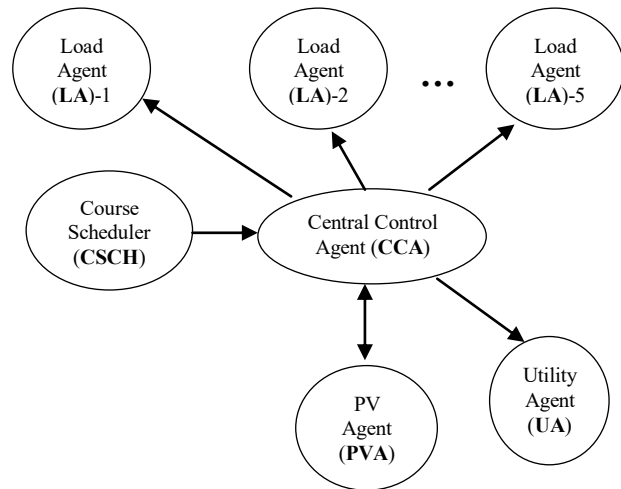 Load
Agent
(LA)-1
Load
Agent
(LA)-2
...
Load
Agent
(LA)-5
Course
Scheduler
(CSCH)
Central Control
Agent (CCA)
PV
Agent
(PVA)
Utility
Agent
(UA)